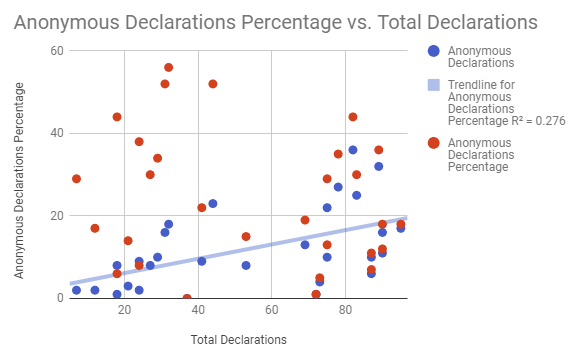 Anonymous Declarations Percentage vs. Total Declarations
60
40
20
0
20
40
60
80
Anonymous Declarations Percentage
Total Declarations
Anonymous
Declarations
Trendline for
Anonymous
Declarations
Percentage R² = 0.276
Anonymous
Declarations
Percentage